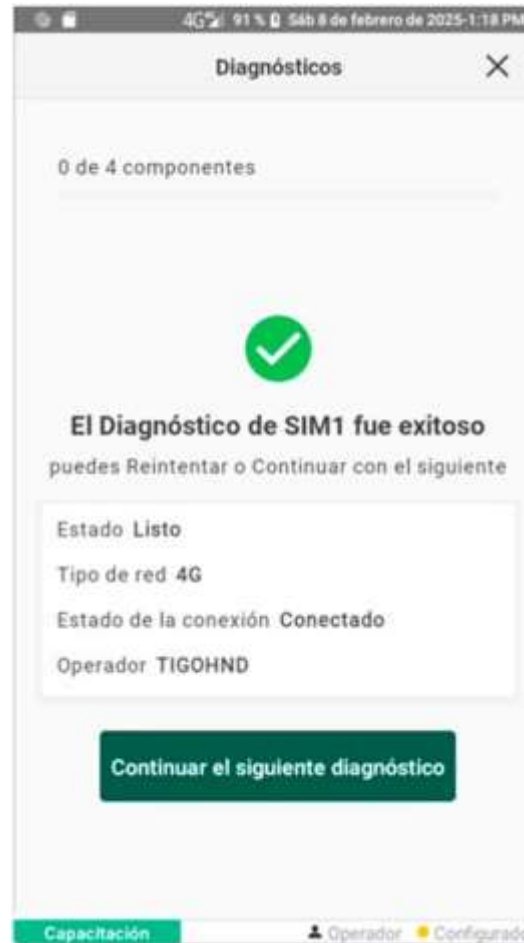 4G 91 % Sáb 8 de febrero de 2025-1:18 PM
Diagnósticos
0 de 4 componentes
El Diagnóstico de SIM1 fue exitoso
puedes Reintentar o Continuar con el siguiente
Estado Listo
Tipo de red 4G
Estado de la conexión Conectado
Operador TIGOHND
Continuar el siguiente diagnóstico
Capacitación Operador Configurado